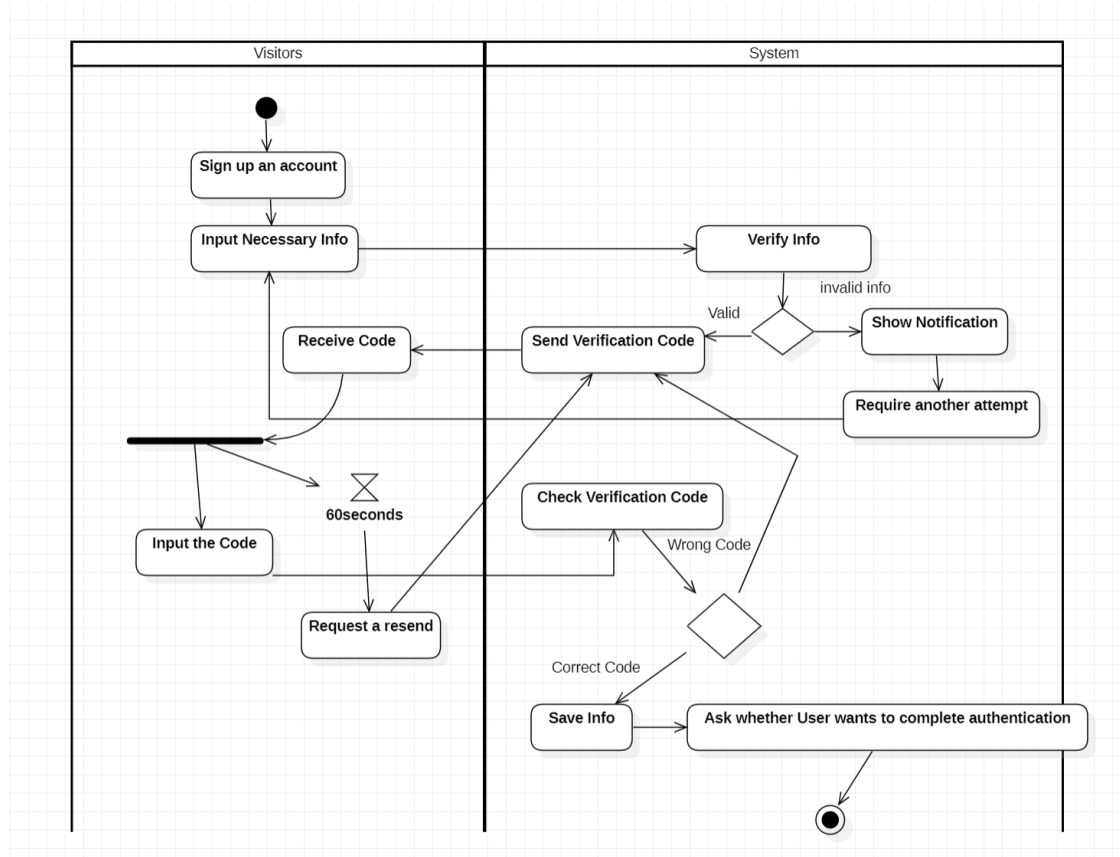 Visitors
System
Sign up an account
Input Necessary Info
Verify Info
invalid info
Valid
Show Notification
Receive Code
Send Verification Code
Require another attempt
60seconds
Check Verification Code
Input the Code
Wrong Code
Request a resend
Correct Code
Save Info
Ask whether User wants to complete authentication